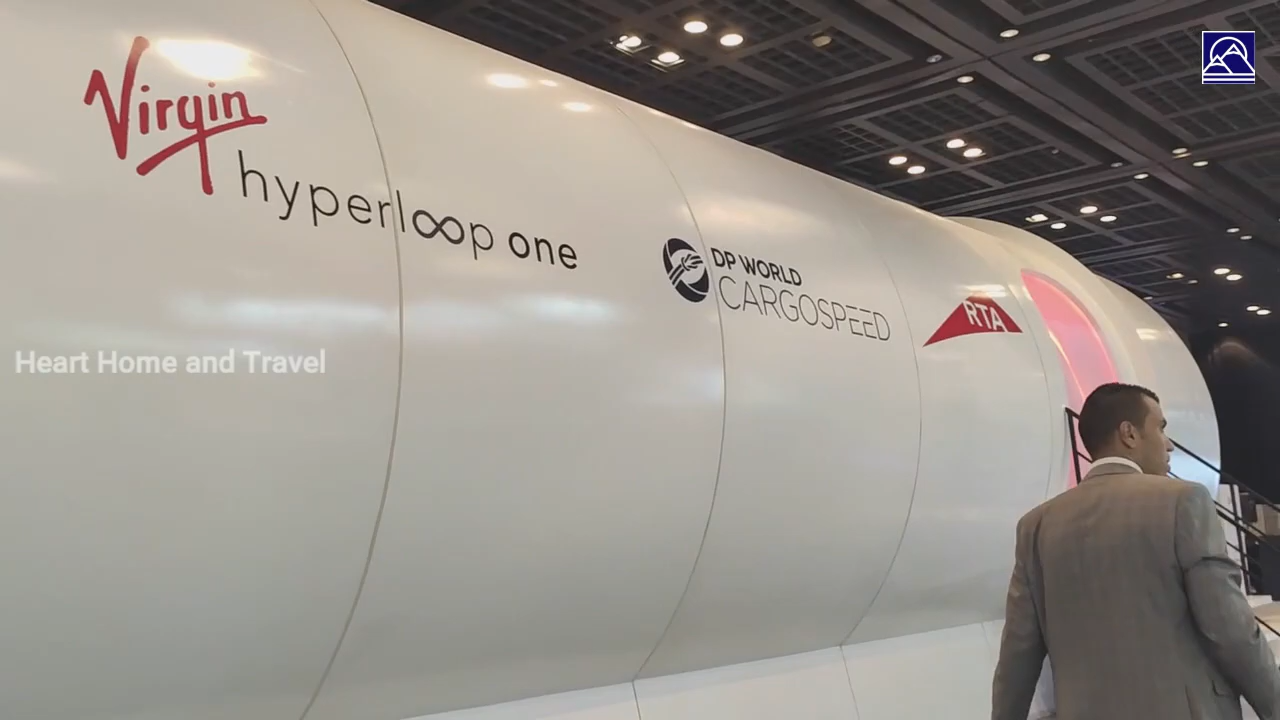 Virgin
hyperloop one
DP WORLD
CARGOSPEED
RTA
Heart Home and Travel